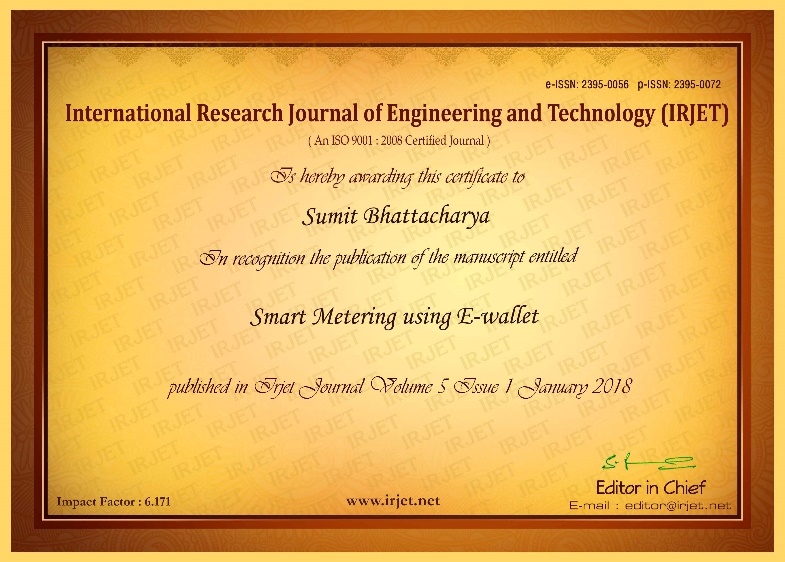 e-ISSN: 2395-0056 p-ISSN: 2395-0072
International Research Journal of Engineering and Technology (IRJET)
( An ISO 9001 : 2008 Certified Journal )
Is hereby awarding this certificate to
Sumit Bhattacharya
In recognition the publication of the manuscript entitled
Smart Metering using E-wallet
published in Irjet Journal Volume 5 Issue 1 January 2018
Editor in Chief
Impact Factor : 6.171
www.irjet.net
E-mail : editor@irjet.net